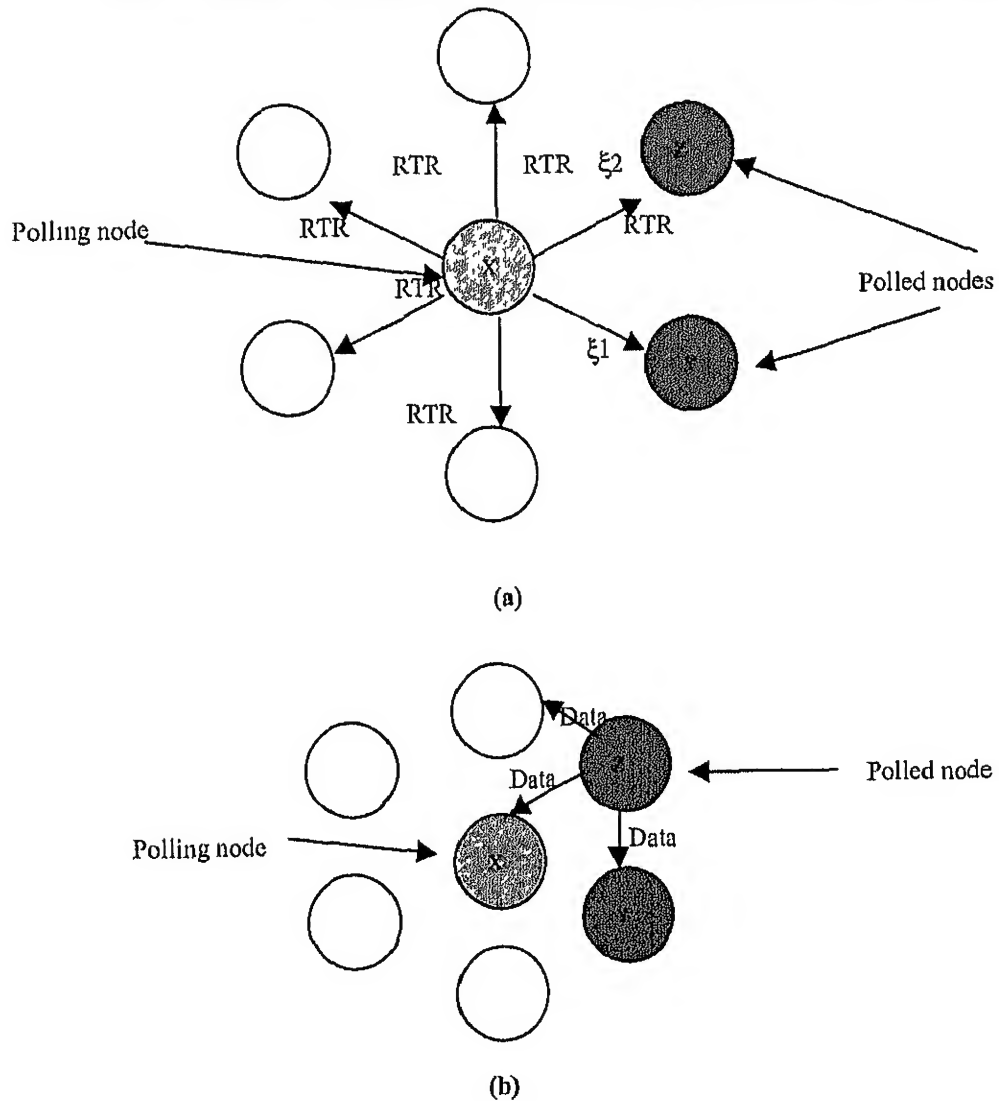 RTR
RTR
ξ2
RTR
RTR
Polling node
X
RTR
Polled nodes
ξ1
RTR
(a)
Data
Data
Polled node
Data
Polling node
X
(b)